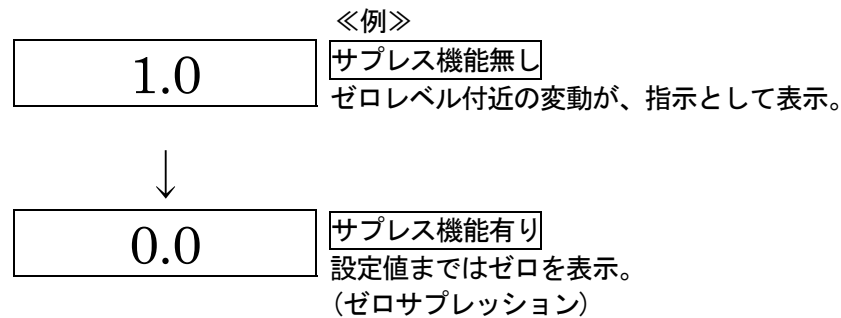 ≪例≫
1.0
サプレス機能無し
ゼロレベル付近の変動が、指示として表示。
↓
0.0
サプレス機能有り
設定値まではゼロを表示。
（ゼロサプレッション）